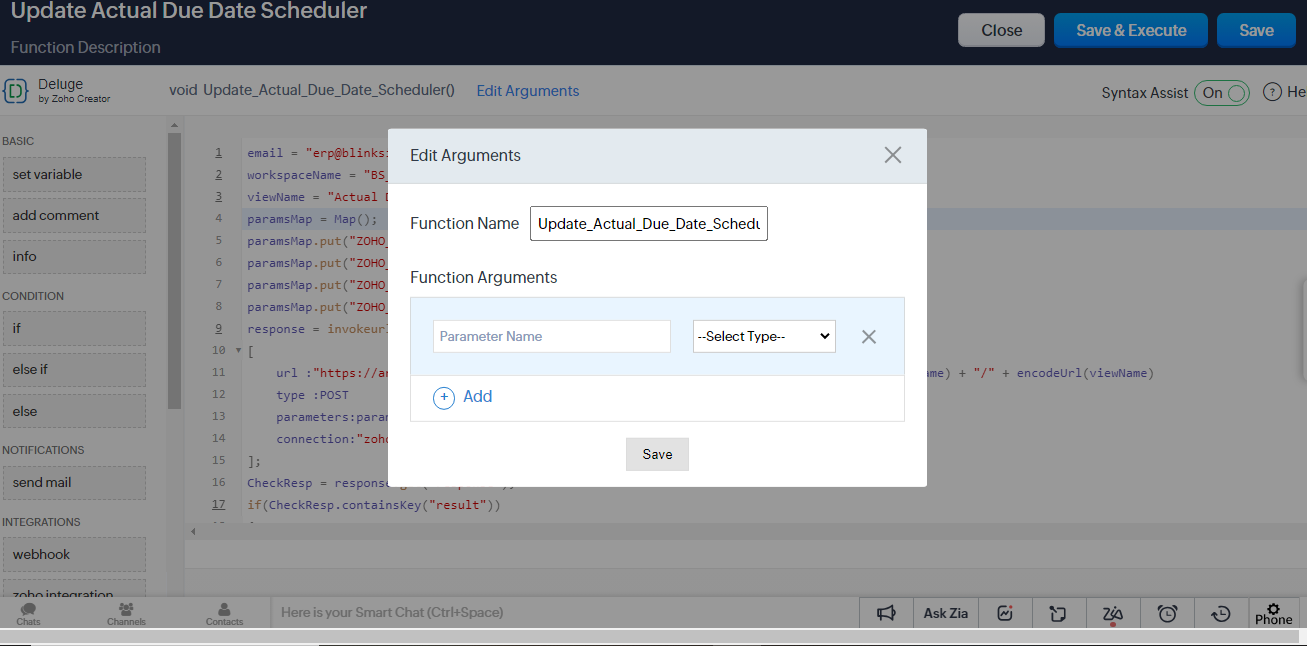 Update Actual Due Date Scheduler
Function Description
Close
Save & Execute
Save
Deluge
by Zoho Creator
void Update_Actual_Due_Date_Scheduler()
Edit Arguments
Syntax Assist
On
? He
BASIC
set variable
add comment
info
CONDITION
if
else if
else
NOTIFICATIONS
send mail
INTEGRATIONS
webhook
zoho integration
1 email = "erp@blinks
2 workspaceName = "BS_
3 viewName = "Actual D
4 paramsMap = Map();
5 paramsMap.put("ZOHO_
6 paramsMap.put("ZOHO_
7 paramsMap.put("ZOHO_
8 paramsMap.put("ZOHO_
9 response = invokeur
10 [
11 url :"https://an
ame) + "/" + encodeUrl(viewName)
12 type :POST
13 parameters:para
14 connection:"zoho
15 ];
16 CheckResp = response
17 if(CheckResp.containsKey("result"))
Edit Arguments
Function Name
Update_Actual_Due_Date_Schedu
Function Arguments
Parameter Name
--Select Type--
+ Add
Save
Chats
Channels
Contacts
Here is your Smart Chat (Ctrl+Space)
Ask Zia
Phone